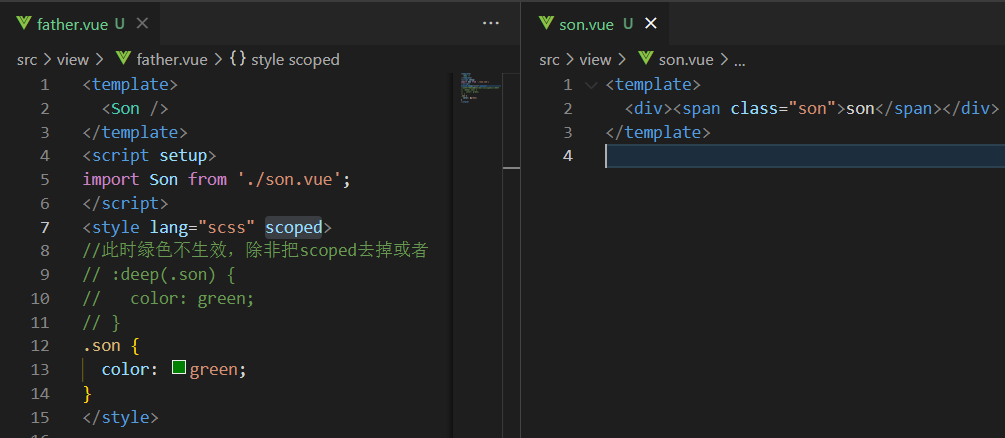 father.vue U
src > view > father.vue > {} style scoped
1 <template>
2   <Son />
3 </template>
4 <script setup>
5 import Son from './son.vue';
6 </script>
7 <style lang="scss" scoped>
8 //此时绿色不生效，除非把scoped去掉或者
9 // :deep(.son) {
10 //   color: green;
11 // }
12 .son {
13   color: green;
14 }
15 </style>
son.vue U
src > view > son.vue > ...
1 <template>
2   <div><span class="son">son</span></div>
3 </template>
4